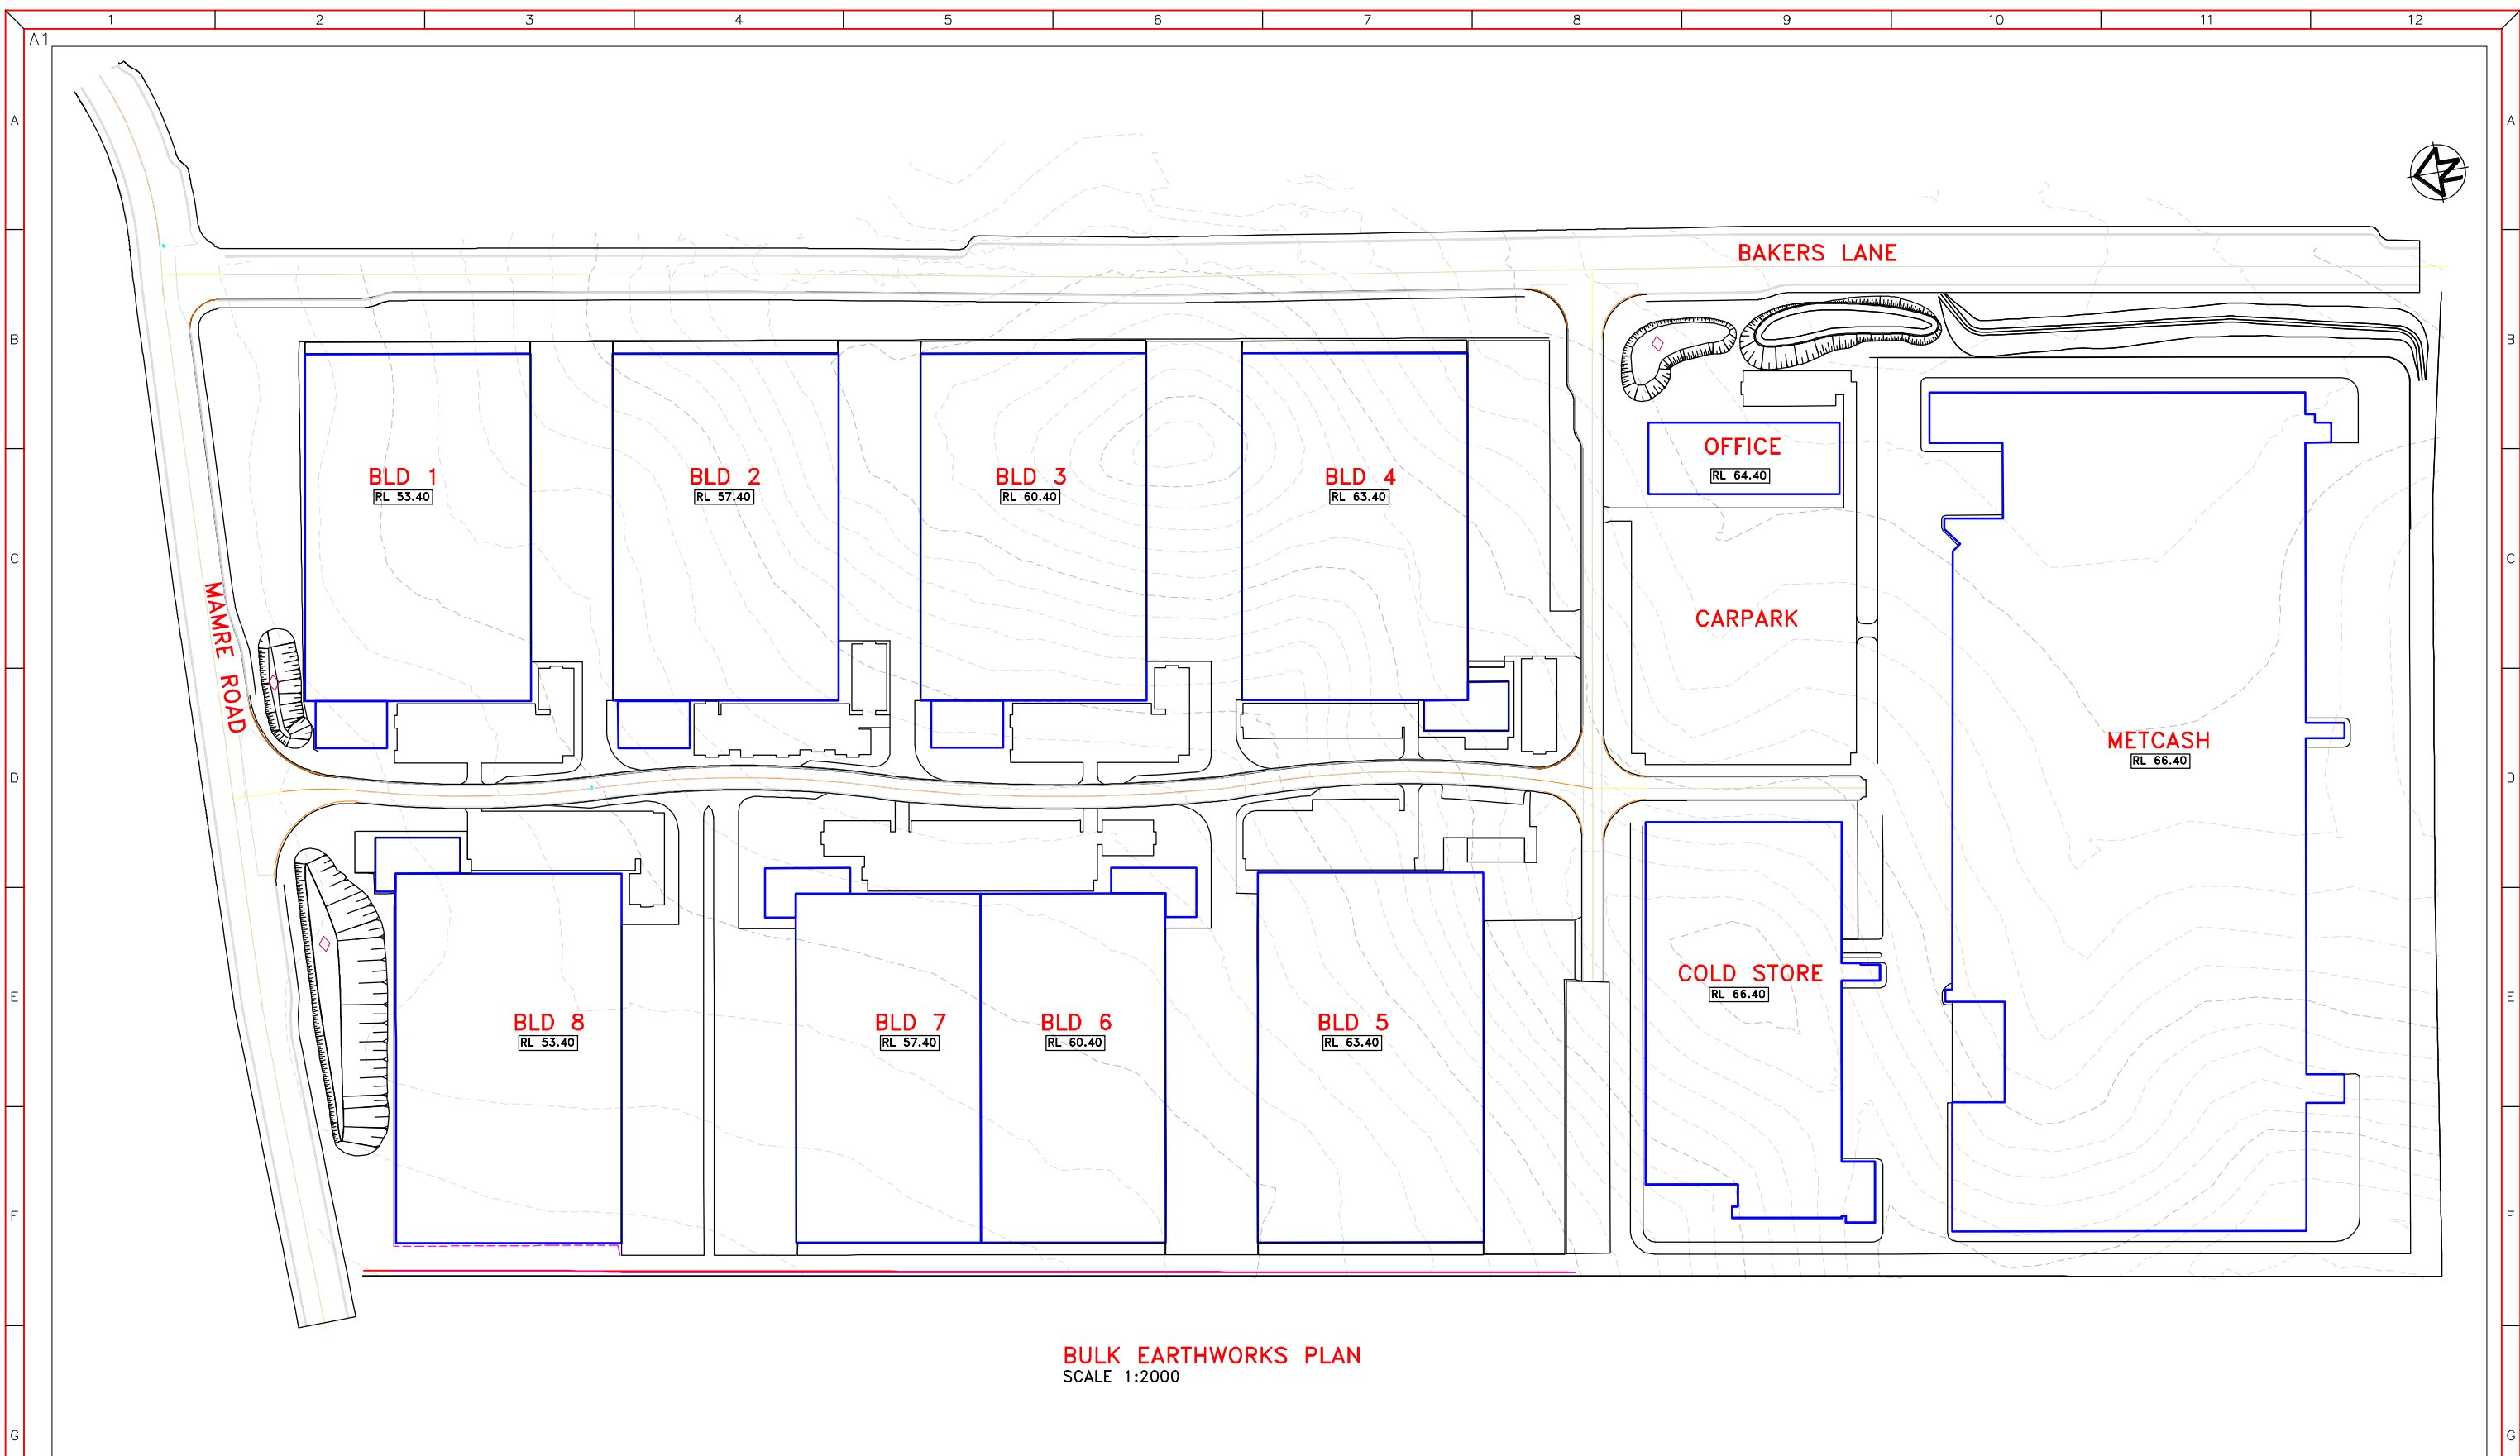 1 2 3 4 5 6 7 8 9 10 11 12
A1
A A
N
BAKERS LANE
B B
OFFICE
RL 64.40
BLD 1
RL 53.40
BLD 2
RL 57.40
BLD 3
RL 60.40
BLD 4
RL 63.40
C C
MAMRE ROAD
CARPARK
METCASH
RL 66.40
D D
COLD STORE
RL 66.40
E E
BLD 8
RL 53.40
BLD 7
RL 57.40
BLD 6
RL 60.40
BLD 5
RL 63.40
F F
BULK EARTHWORKS PLAN
SCALE 1:2000
G G